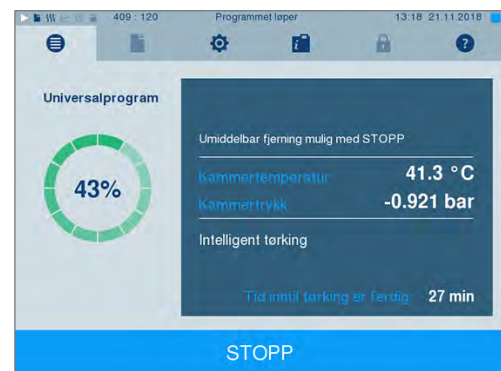 409 : 120 Programmet løper 13:18 21.11.2018
Universalprogram
43%
Umiddelbar fjerning mulig med STOPP
Kammertemperatur 41.3 °C
Kammertrykk -0.921 bar
Intelligent tørking
Tid inntil tørking er ferdig 27 min
STOPP